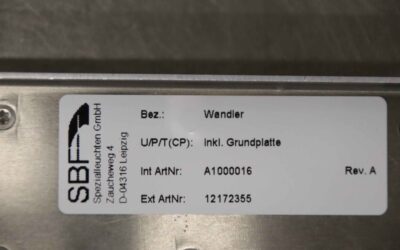 SBF
Spezialleuchten GmbH
Zaucheweg 4
D-04316 Leipzig
Bez.: Wandler
U/P/T(CP): inkl. Grundplatte
Int ArtNr: A1000016 Rev. A
Ext ArtNr: 12172355